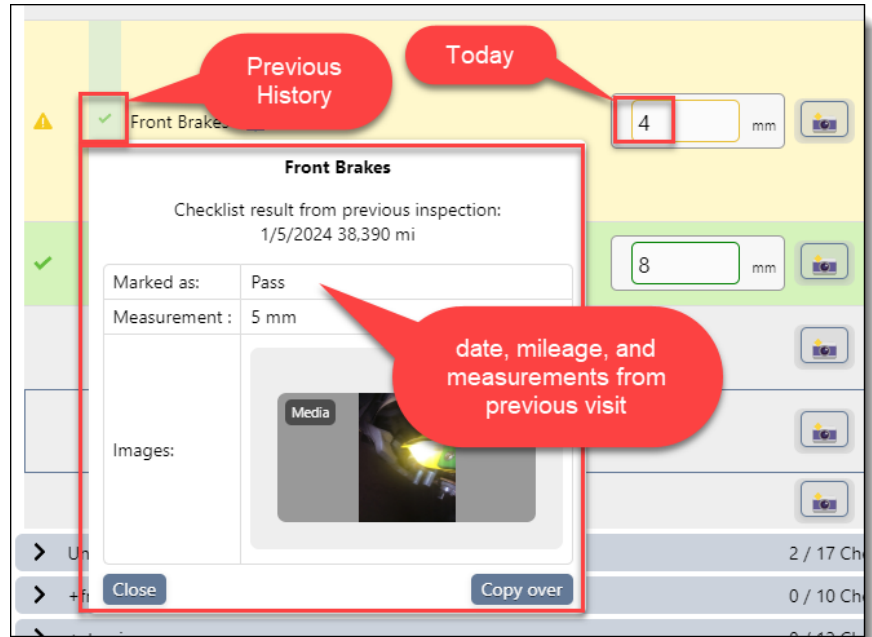 Previous
History
Today
Front Brakes
4
mm
Front Brakes
Checklist result from previous inspection:
1/5/2024 38,390 mi
8
mm
Marked as:
Pass
Measurement :
5 mm
date, mileage, and
measurements from
previous visit
Media
Images:
2 / 17
0 / 10
Close
Copy over